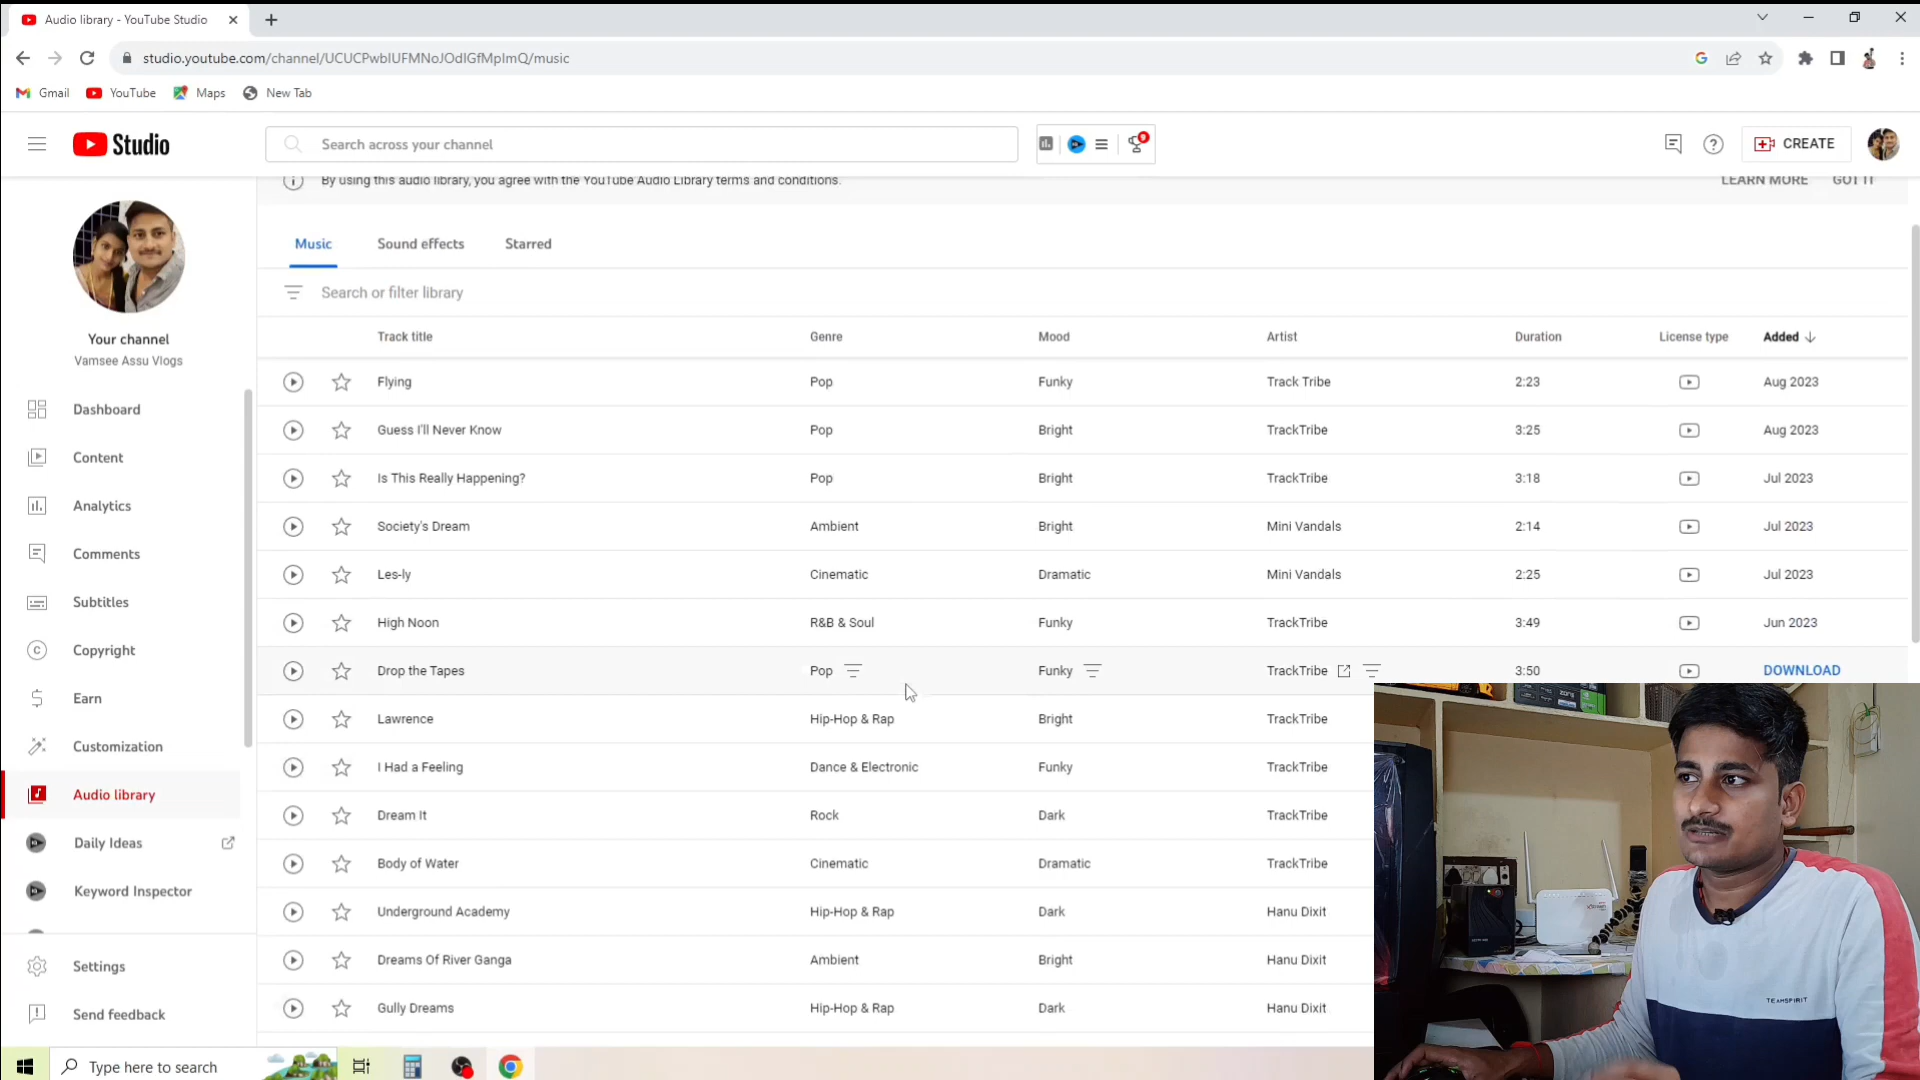 Audio library - YouTube Studio
studio.youtube.com/channel/UCUCPwbIUFMNoJOdIGfMpImQ/music
Gmail YouTube Maps New Tab
Studio Search across your channel 9 CREATE
By using this audio library, you agree with the YouTube Audio Library terms and conditions. LEARN MORE GOT IT
Music Sound effects Starred
Search or filter library
Your channel
Vamsee Assu Vlogs
Dashboard
Content
Analytics
Comments
Subtitles
Copyright
Earn
Customization
Audio library
Daily Ideas
Keyword Inspector
Settings
Send feedback
Track title Genre Mood Artist Duration License type Added
Flying Pop Funky Track Tribe 2:23 Aug 2023
Guess I'll Never Know Pop Bright TrackTribe 3:25 Aug 2023
Is This Really Happening? Pop Bright TrackTribe 3:18 Jul 2023
Society's Dream Ambient Bright Mini Vandals 2:14 Jul 2023
Les-ly Cinematic Dramatic Mini Vandals 2:25 Jul 2023
High Noon R&B & Soul Funky TrackTribe 3:49 Jun 2023
Drop the Tapes Pop Funky TrackTribe 3:50 DOWNLOAD
Lawrence Hip-Hop & Rap Bright TrackTribe
I Had a Feeling Dance & Electronic Funky TrackTribe
Dream It Rock Dark TrackTribe
Body of Water Cinematic Dramatic TrackTribe
Underground Academy Hip-Hop & Rap Dark Hanu Dixit
Dreams Of River Ganga Ambient Bright Hanu Dixit
Gully Dreams Hip-Hop & Rap Dark Hanu Dixit
TEAMSPIRIT
Type here to search